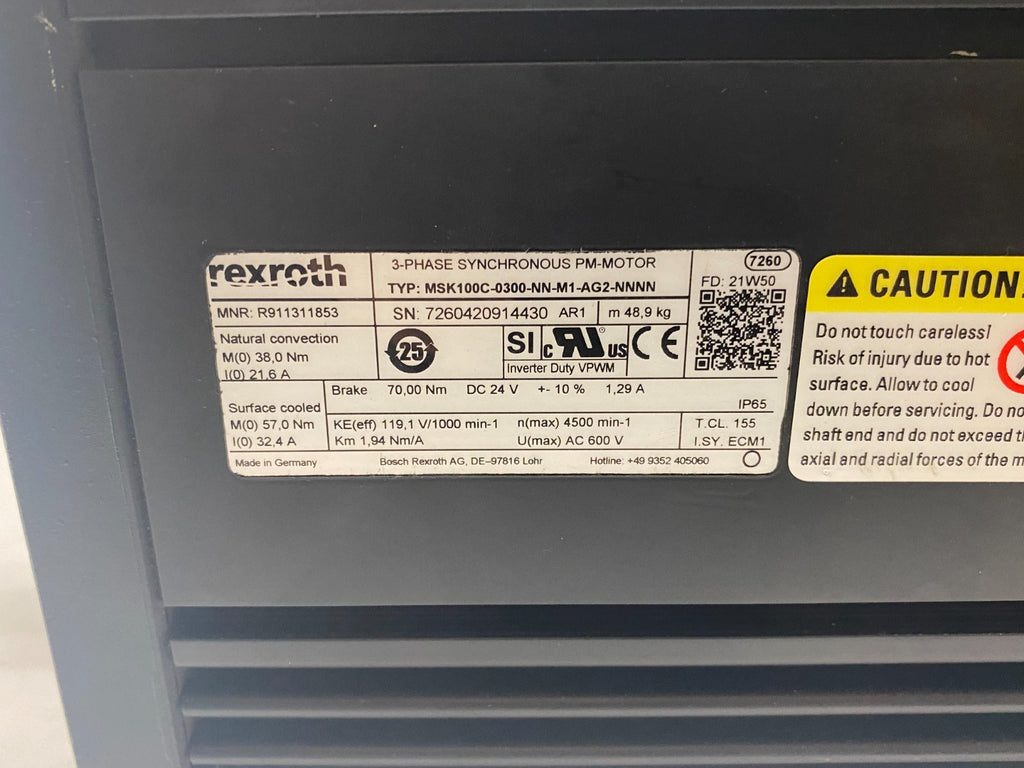 rexroth
3-PHASE SYNCHRONOUS PM-MOTOR
7260
TYP: MSK100C-0300-NN-M1-AG2-NNNN
FD: 21W50
MNR: R911311853
SN: 7260420914430 AR1
m 48,9 kg
Natural convection
M(0) 38,0 Nm
I(0) 21,6 A
25
SI
c RU ® US
CE
Inverter Duty VPWM
Brake 70,00 Nm DC 24 V +- 10 % 1,29 A
IP65
Surface cooled
M(0) 57,0 Nm
I(0) 32,4 A
KE(eff) 119,1 V/1000 min-1 n(max) 4500 min-1
Km 1,94 Nm/A U(max) AC 600 V
T.CL. 155
I.SY. ECM1
Made in Germany
Bosch Rexroth AG, DE-97816 Lohr
Hotline: +49 9352 405060
CAUTION!
Do not touch careless!
Risk of injury due to hot
surface. Allow to cool
down before servicing. Do
shaft end and do not exceed
axial and radial forces of the